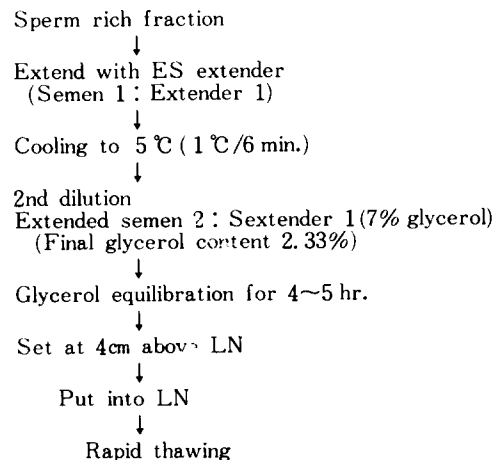 Sperm rich fraction
↓
Extend with ES extender
(Semen 1 : Extender 1)
↓
Cooling to 5℃ (1℃/6 min.)
↓
2nd dilution
Extended semen 2 : Sextender 1 (7% glycerol)
(Final glycerol content 2.33%)
↓
Glycerol equilibration for 4~5 hr.
↓
Set at 4cm above LN
↓
Put into LN
↓
Rapid thawing